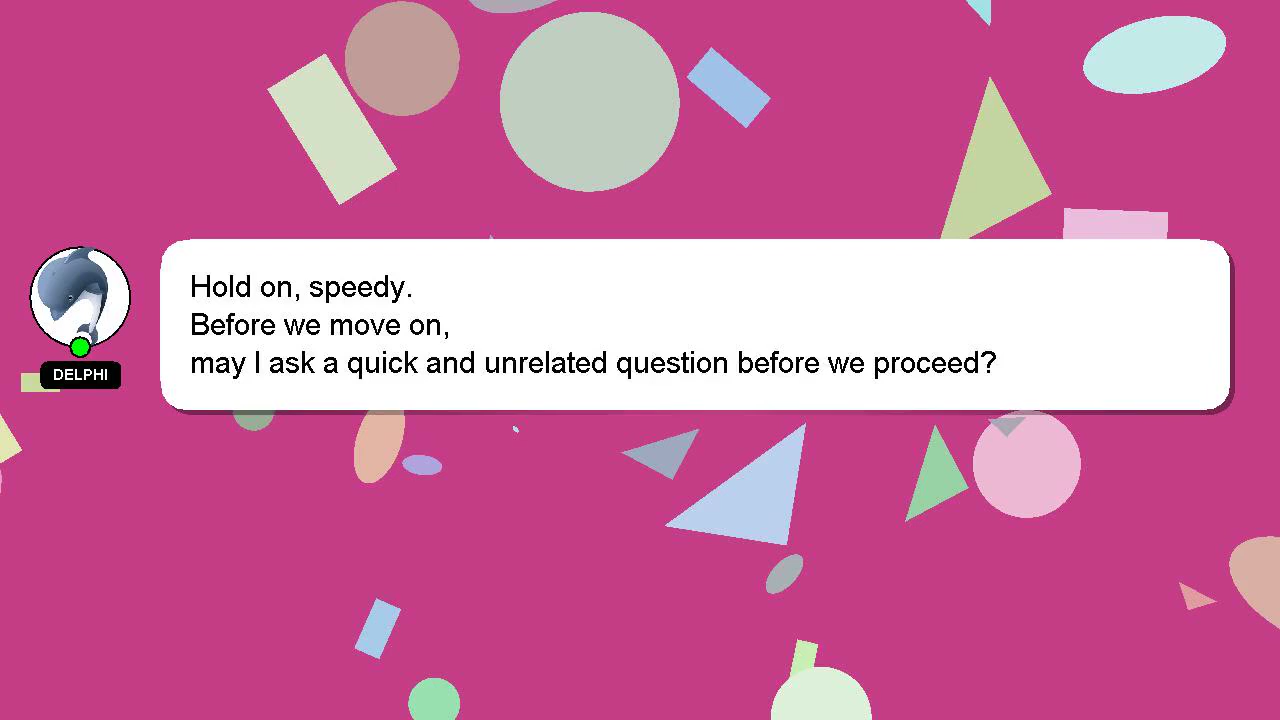 Hold on, speedy.
Before we move on,
may I ask a quick and unrelated question before we proceed?
DELPHI